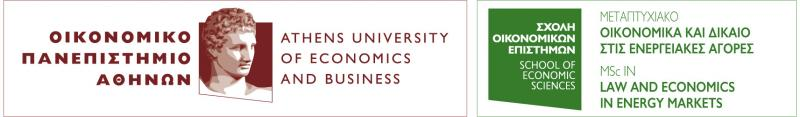 ΟΙΚΟΝΟΜΙΚΟ
ΠΑΝΕΠΙΣΤΗΜΙΟ
ΑΘΗΝΩΝ
ATHENS UNIVERSITY
OF ECONOMICS
AND BUSINESS
ΣΧΟΛΗ
ΟΙΚΟΝΟΜΙΚΩΝ
ΕΠΙΣΤΗΜΩΝ
SCHOOL OF
ECONOMIC
SCIENCES
ΜΕΤΑΠΤΥΧΙΑΚΟ
ΟΙΚΟΝΟΜΙΚΑ ΚΑΙ ΔΙΚΑΙΟ
ΣΤΙΣ ΕΝΕΡΓΕΙΑΚΕΣ ΑΓΟΡΕΣ
MSc IN
LAW AND ECONOMICS
IN ENERGY MARKETS